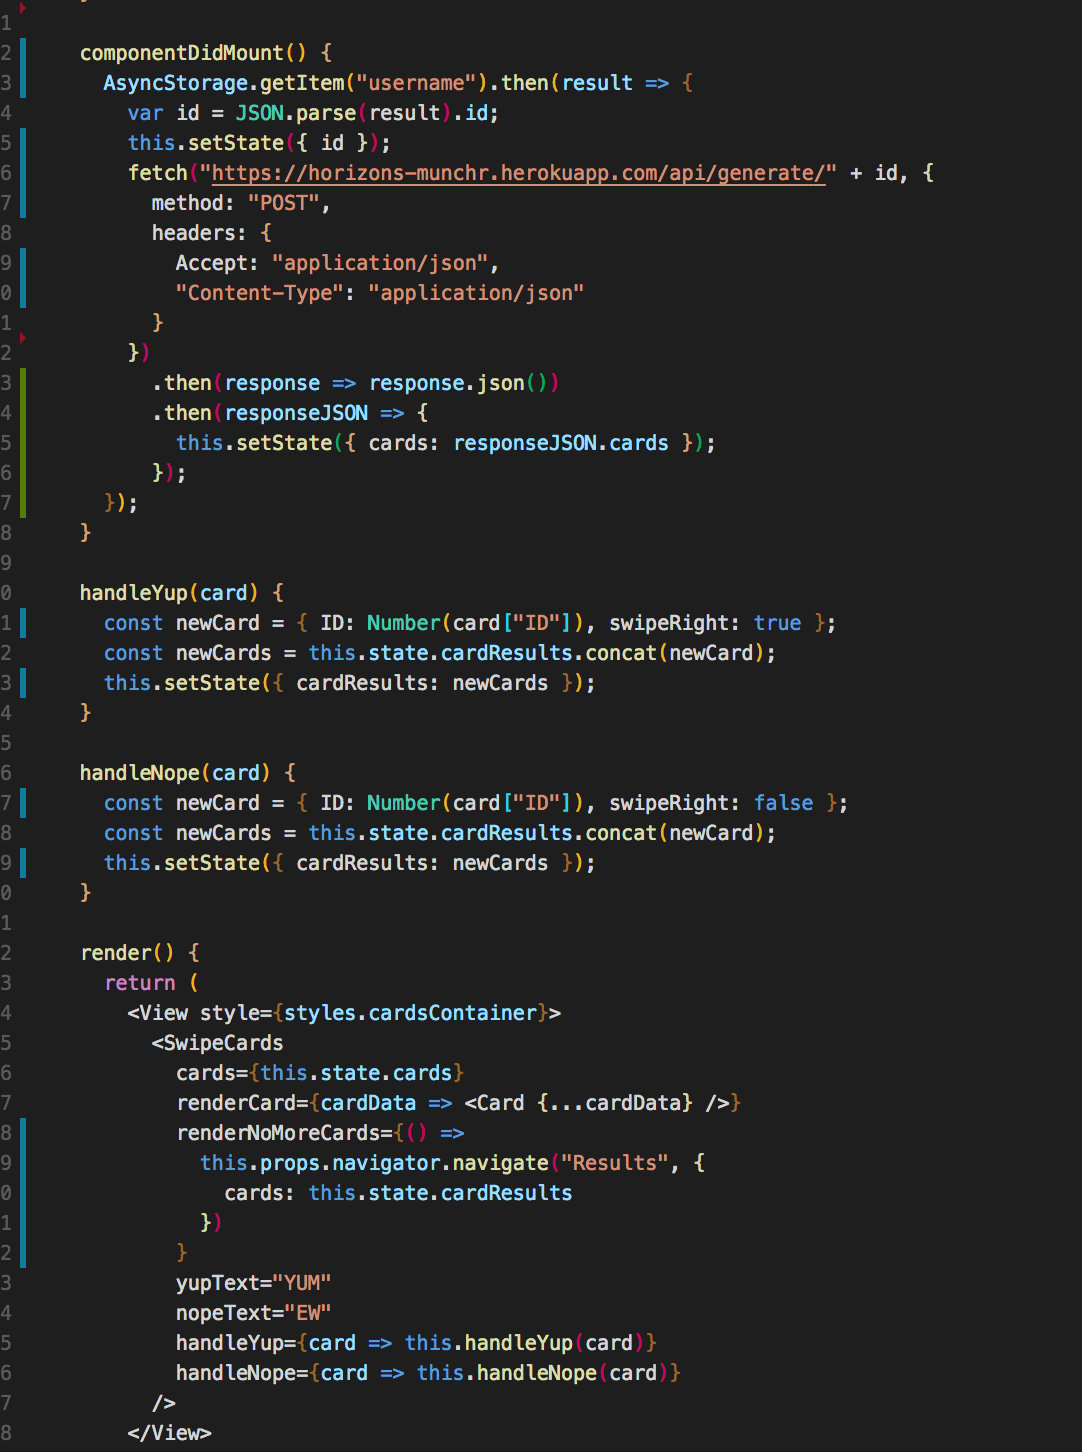 1
2 componentDidMount() {
3 AsyncStorage.getItem("username").then(result => {
4 var id = JSON.parse(result).id;
5 this.setState({ id });
6 fetch("https://horizons-munchr.herokuapp.com/api/generate/" + id, {
7 method: "POST",
8 headers: {
9 Accept: "application/json",
0 "Content-Type": "application/json"
1 }
2 })
3 .then(response => response.json())
4 .then(responseJSON => {
5 this.setState({ cards: responseJSON.cards });
6 });
7 });
8 }
9
0 handleYup(card) {
1 const newCard = { ID: Number(card["ID"]), swipeRight: true };
2 const newCards = this.state.cardResults.concat(newCard);
3 this.setState({ cardResults: newCards });
4 }
5
6 handleNope(card) {
7 const newCard = { ID: Number(card["ID"]), swipeRight: false };
8 const newCards = this.state.cardResults.concat(newCard);
9 this.setState({ cardResults: newCards });
0 }
1
2 render() {
3 return (
4 <View style={styles.cardsContainer}>
5 <SwipeCards
6 cards={this.state.cards}
7 renderCard={cardData => <Card {...cardData} />}
8 renderNoMoreCards={() =>
9 this.props.navigator.navigate("Results", {
0 cards: this.state.cardResults
1 })
2 }
3 yupText="YUM"
4 nopeText="EW"
5 handleYup={card => this.handleYup(card)}
6 handleNope={card => this.handleNope(card)}
7 />
8 </View>